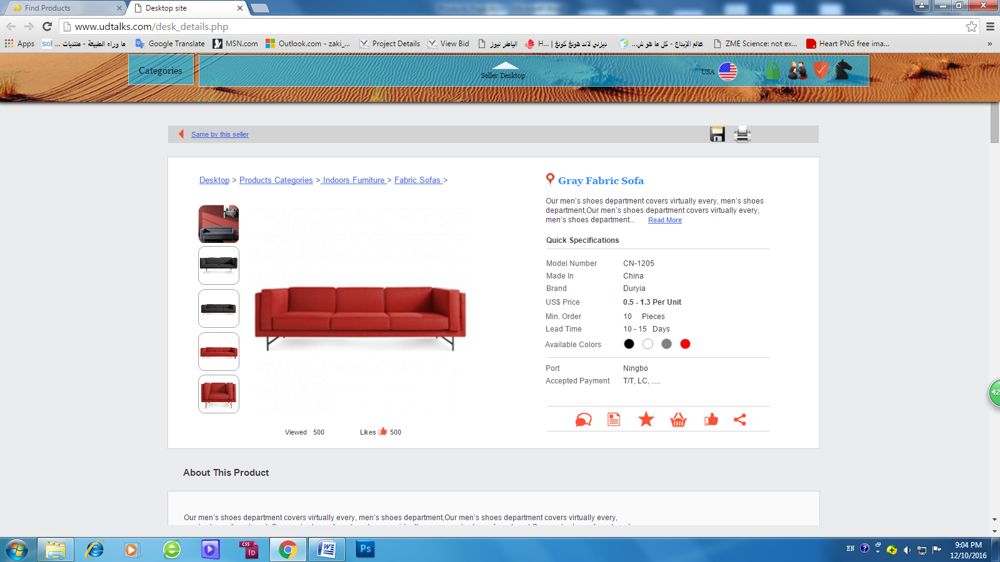 Find Products
Desktop site
www.udtalks.com/desk_details.php
Apps
sol
ما وراء الطبيعة - منتديات ...
Google Translate
MSN.com
Outlook.com - zaki_...
Project Details
View Bid
الياطر نيوز
ديزني لاند هونغ كونغ | H...
عالم الإبداع - كل ما هو ش...
ZME Science: not ex...
Heart PNG free ima...
»
Categories
Seller Desktop
USA
Same by this seller
Desktop > Products Categories > Indoors Furniture > Fabric Sofas >
Gray Fabric Sofa
Our men's shoes department covers virtually every, men's shoes
department,Our men's shoes department covers virtually every,
men's shoes department... Read More
Quick Specifications
Model Number CN-1205
Made In China
Brand Duryia
US$ Price 0.5 - 1.3 Per Unit
Min. Order 10 Pieces
Lead Time 10 - 15 Days
Available Colors
Port Ningbo
Accepted Payment T/T, LC, .....
Viewed 500 Likes 500
42
About This Product
Our men's shoes department covers virtually every, men's shoes department,Our men's shoes department covers virtually every,
CS5
Id
Ps
EN
9:04 PM
12/10/2016